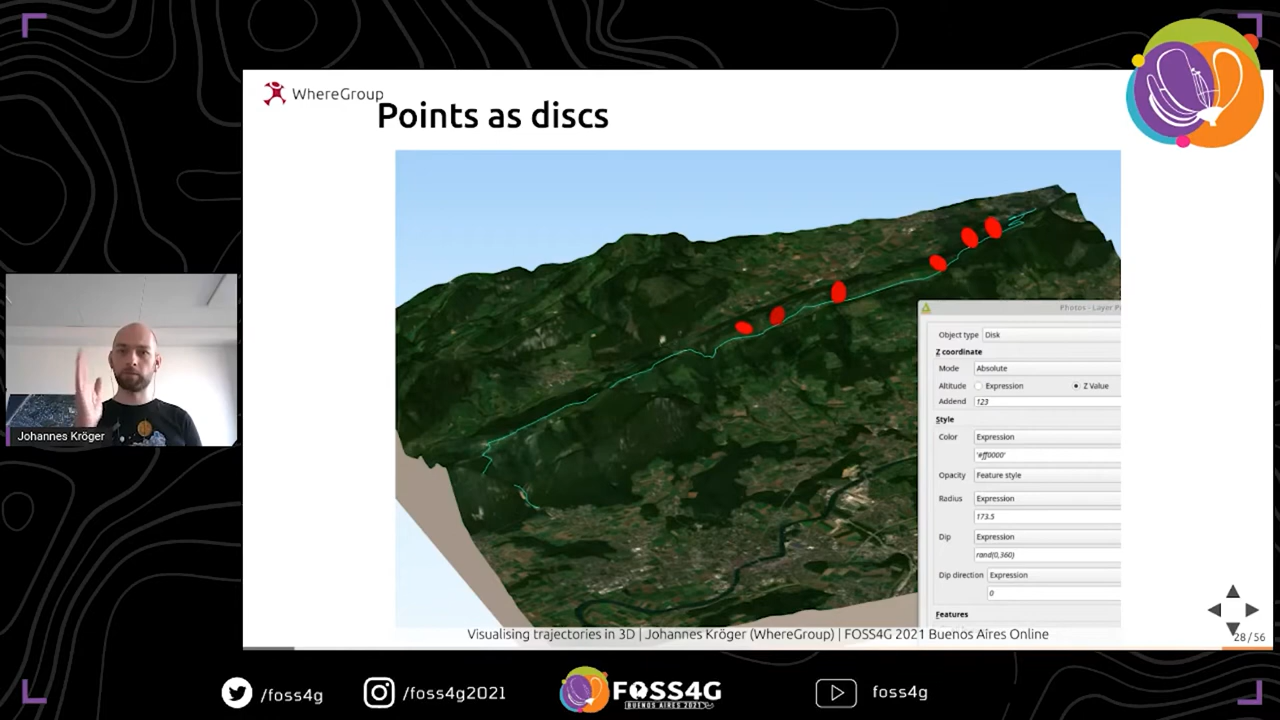 WhereGroup
Points as discs
Photos - Layer P
Object type Disk
Z coordinate
Mode Absolute
Altitude Expression Z Value
Addend 123
Style
Color Expression
'#ff0000'
Opacity Feature style
Radius Expression
173.5
Dip Expression
rand(0,360)
Dip direction Expression
0
Features
Johannes Kröger
Visualising trajectories in 3D | Johannes Kröger (WhereGroup) | FOSS4G 2021 Buenos Aires Online
28 / 56
/foss4g
/foss4g2021
FOSS4G
BUENOS AIRES 2021
foss4g